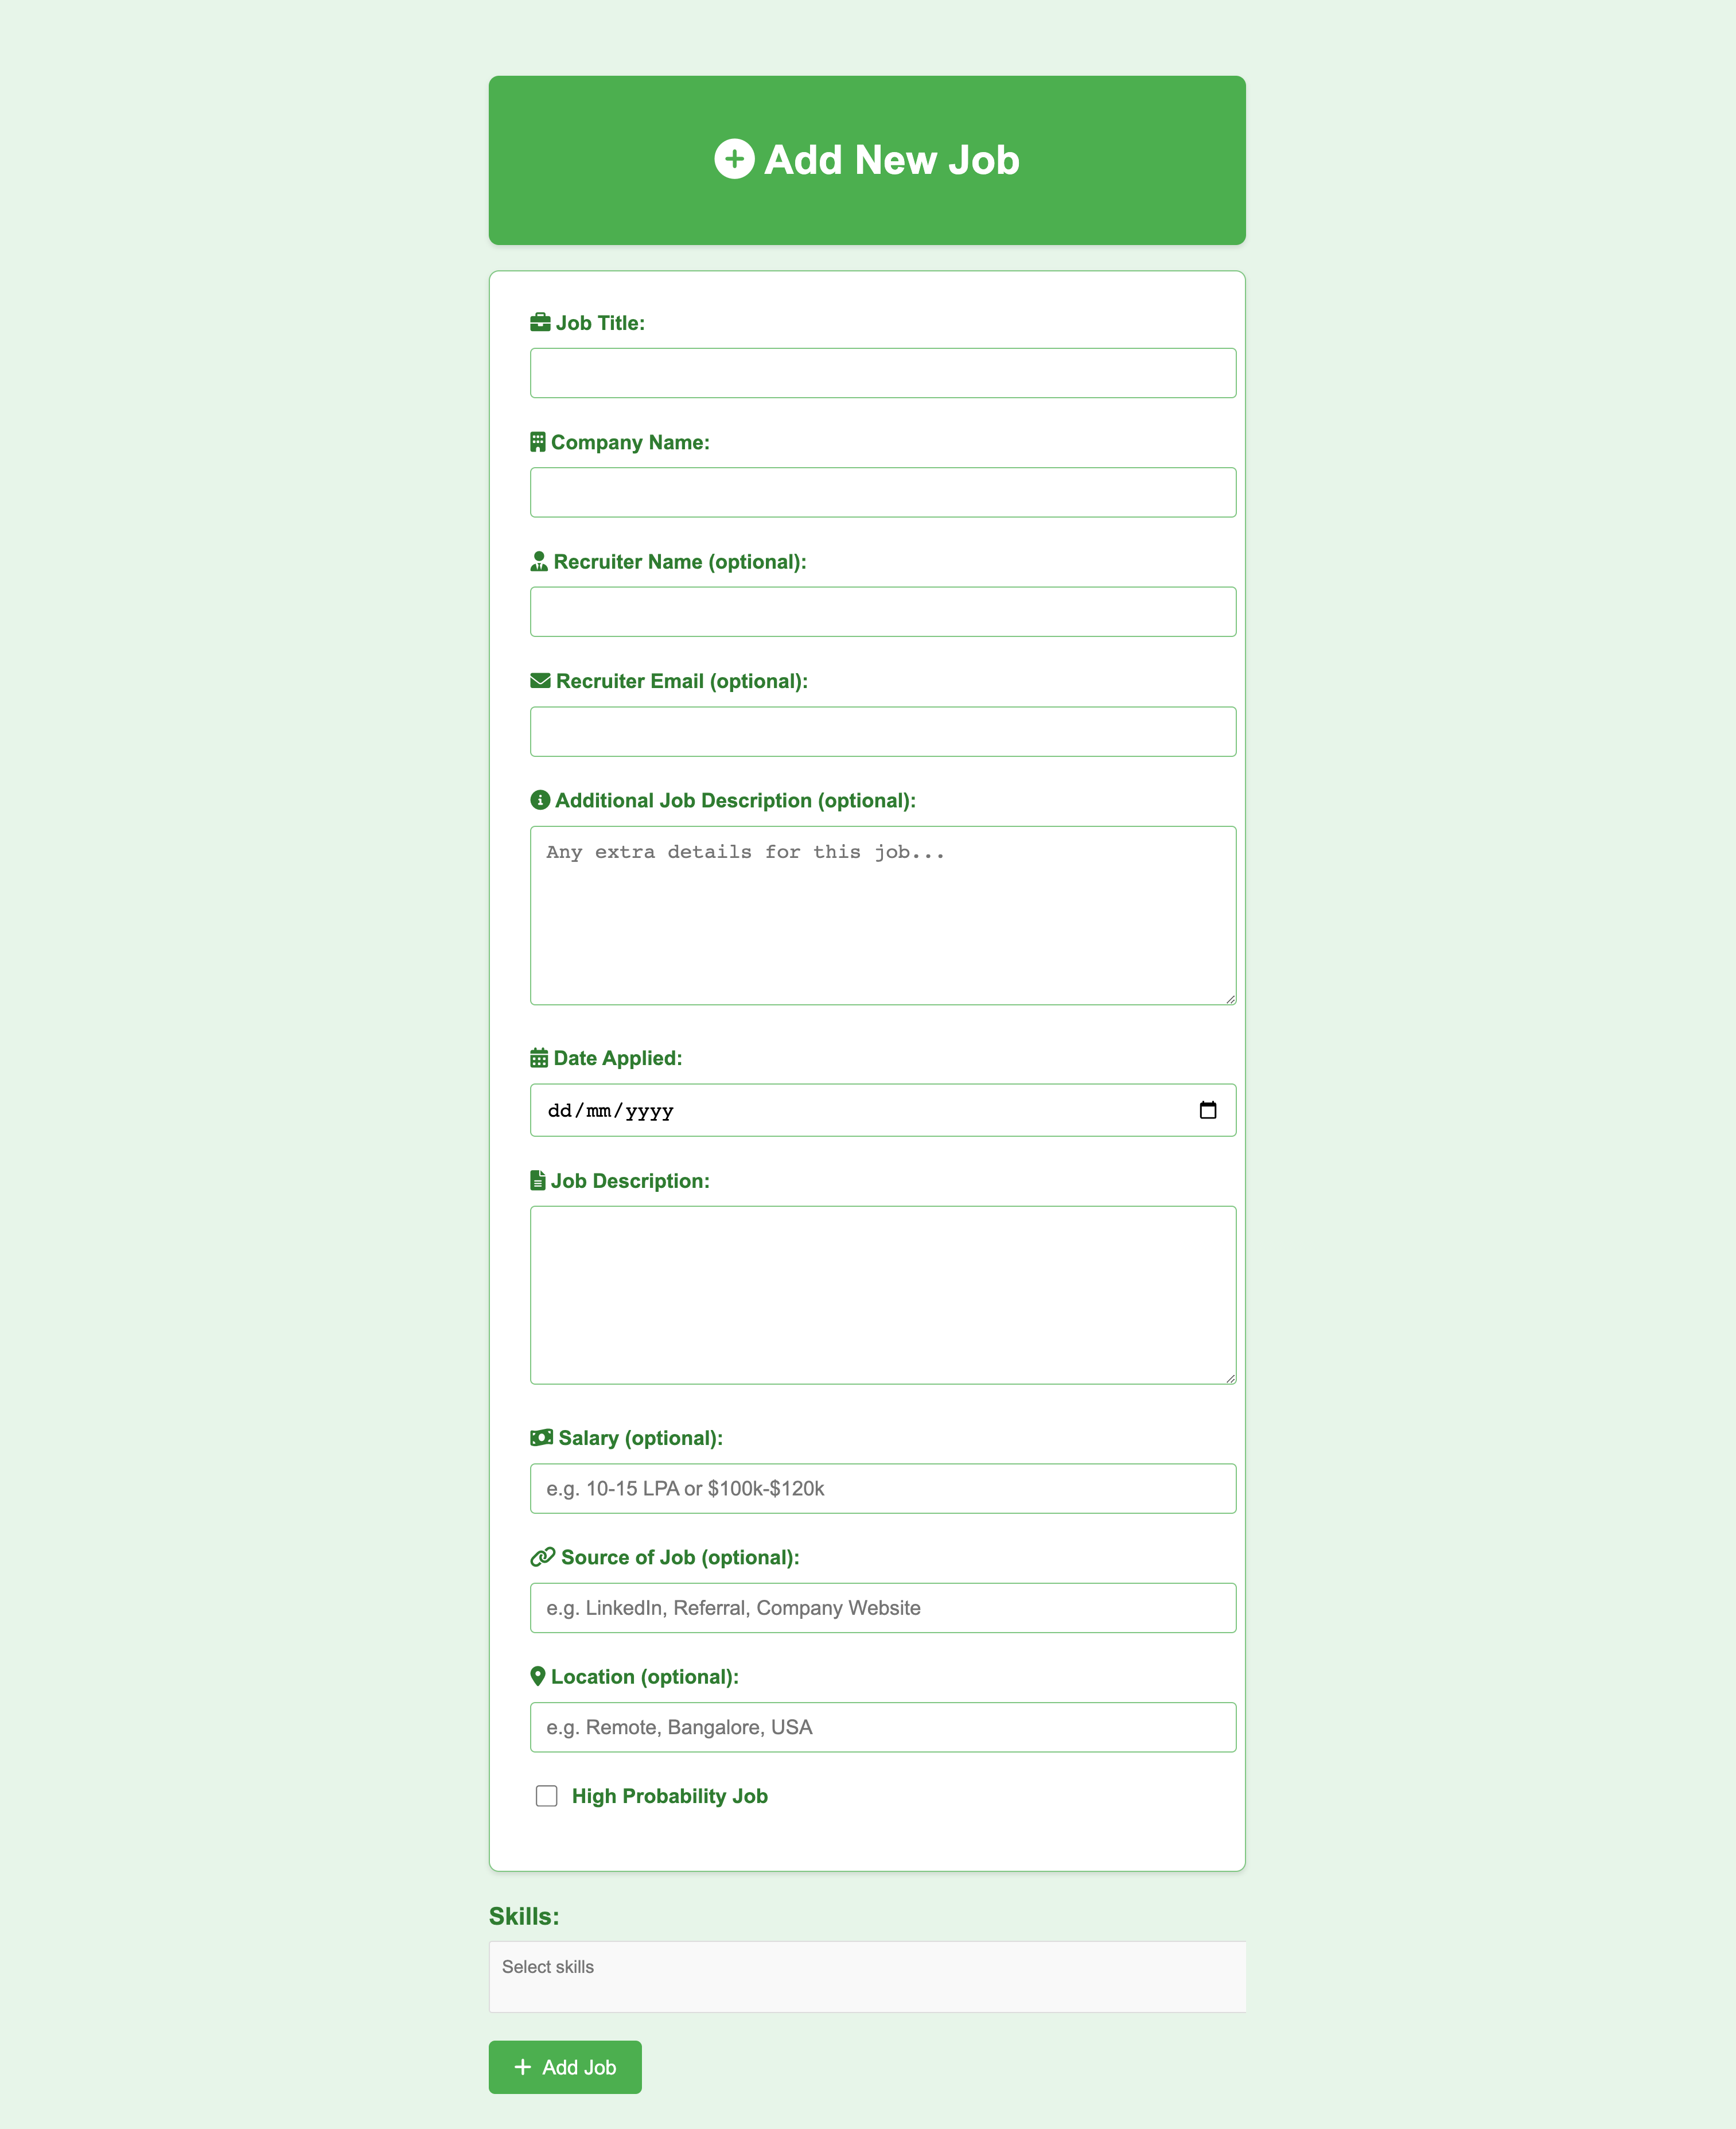 Add New Job
Job Title:
Company Name:
Recruiter Name (optional):
Recruiter Email (optional):
Additional Job Description (optional):
Any extra details for this job...
Date Applied:
dd/mm/yyyy
Job Description:
Salary (optional):
e.g. 10-15 LPA or $100k-$120k
Source of Job (optional):
e.g. LinkedIn, Referral, Company Website
Location (optional):
e.g. Remote, Bangalore, USA
High Probability Job
Skills:
Select skills
Add Job